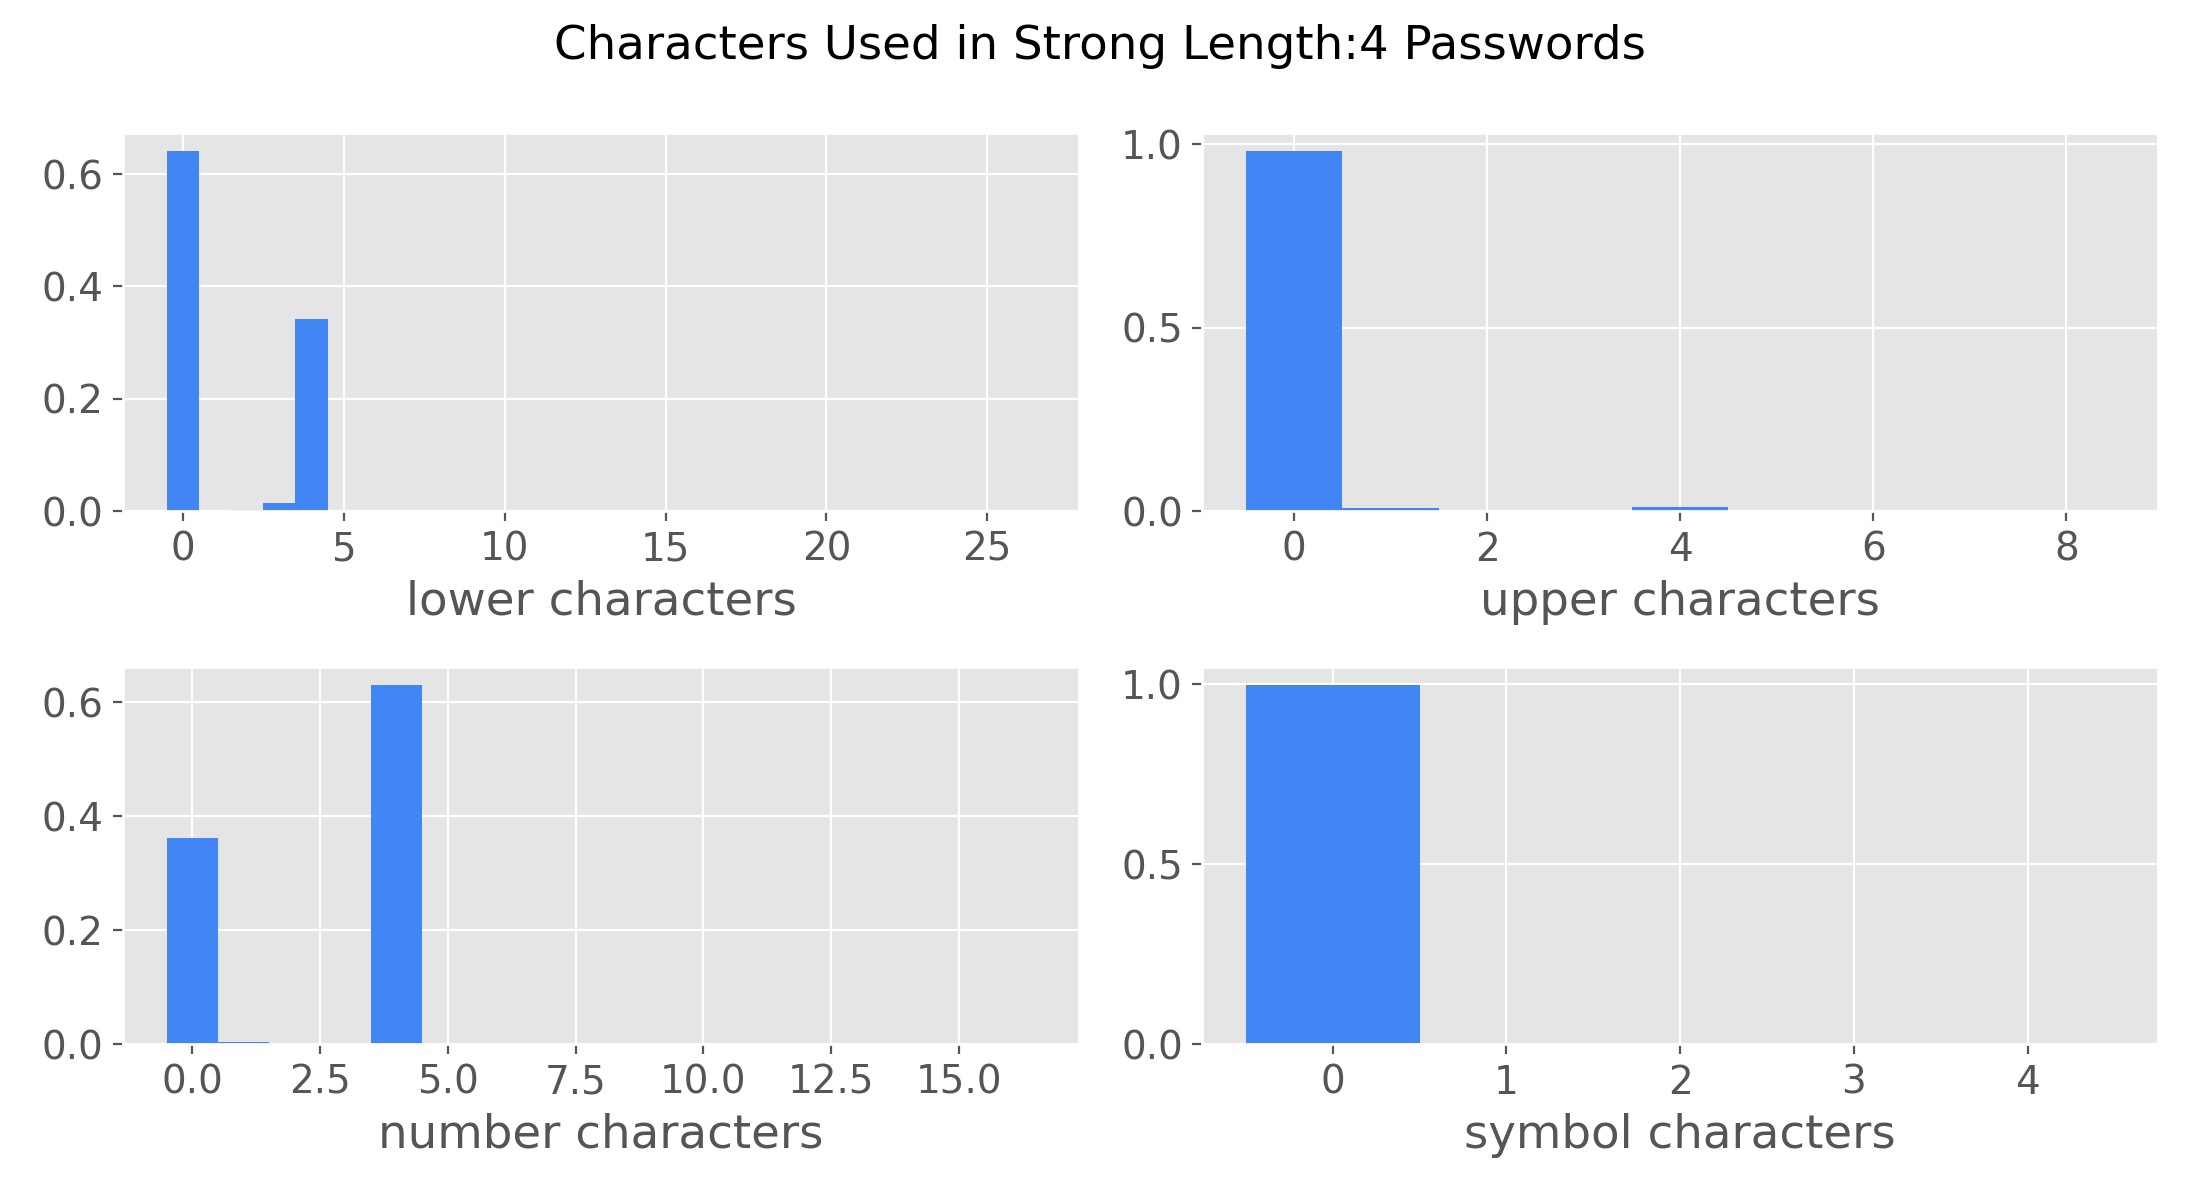 Characters Used in Strong Length:4 Passwords
0.6
0.4
0.2
0.0
0 5 10 15 20 25
lower characters
1.0
0.5
0.0
0 2 4 6 8
upper characters
0.6
0.4
0.2
0.0
0.0 2.5 5.0 7.5 10.0 12.5 15.0
number characters
1.0
0.5
0.0
0 1 2 3 4
symbol characters